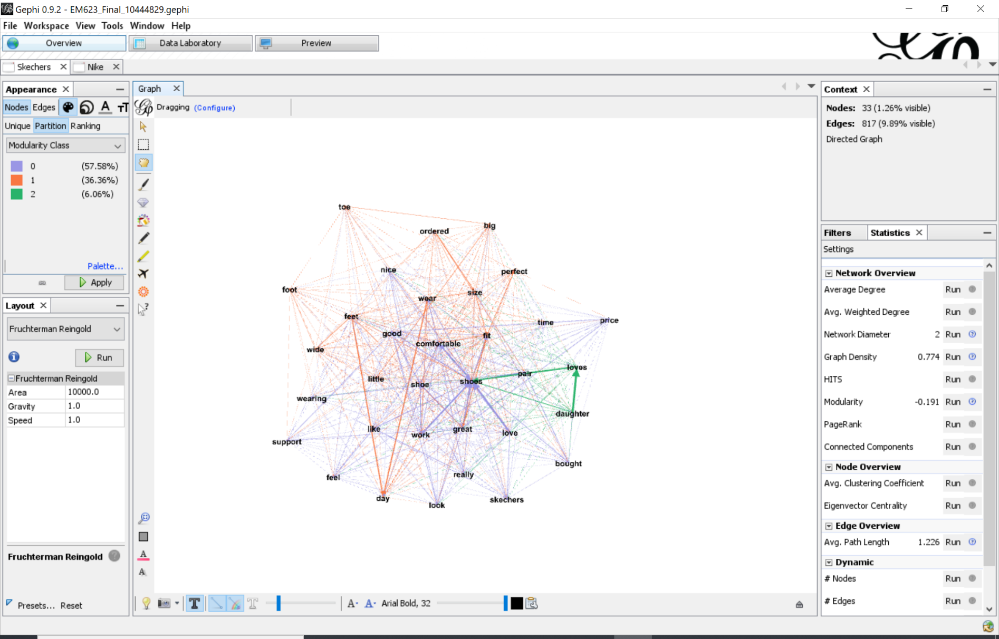 Gephi 0.9.2 - EM623_Final_10444829.gephi
File Workspace View Tools Window Help
Overview Data Laboratory Preview
Skechers Nike
Appearance
Nodes Edges
Unique Partition Ranking
Modularity Class
0 (57.58%)
1 (36.36%)
2 (6.06%)
Palette...
Apply
Layout
Fruchterman Reingold
Run
Fruchterman Reingold
Area 10000.0
Gravity 1.0
Speed 1.0
Fruchterman Reingold
Presets... Reset
Graph
Dragging (Configure)
toe
big
ordered
nice
perfect
foot
size
wear
feet
price
time
good
fit
comfortable
wide
loves
pair
little
shoes
shoe
wearing
daughter
like
great
love
work
support
bought
really
feel
day
skechers
look
Arial Bold, 32
Context
Nodes: 33 (1.26% visible)
Edges: 817 (9.89% visible)
Directed Graph
Filters Statistics
Settings
Network Overview
Average Degree Run
Avg. Weighted Degree Run
Network Diameter 2 Run
Graph Density 0.774 Run
HITS Run
Modularity -0.191 Run
PageRank Run
Connected Components Run
Node Overview
Avg. Clustering Coefficient Run
Eigenvector Centrality Run
Edge Overview
Avg. Path Length 1.226 Run
Dynamic
# Nodes Run
# Edges Run